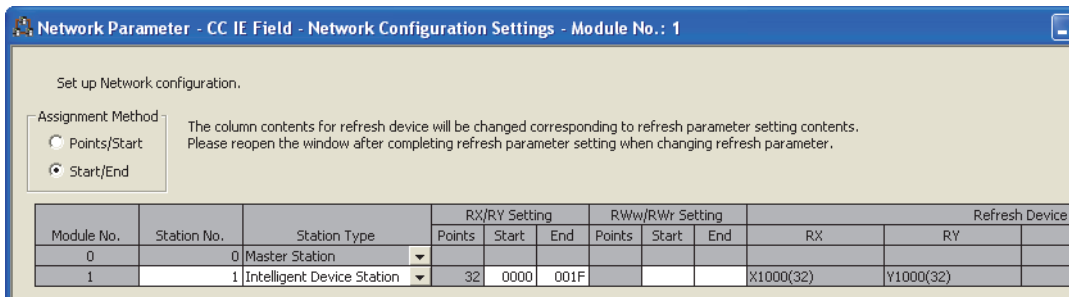 Network Parameter - CC IE Field - Network Configuration Settings - Module No.: 1
Set up Network configuration.
Assignment Method
Points/Start
Start/End
The column contents for refresh device will be changed corresponding to refresh parameter setting contents.
Please reopen the window after completing refresh parameter setting when changing refresh parameter.
RX/RY Setting RWw/RWr Setting Refresh Device
Module No. Station No. Station Type Points Start End Points Start End RX RY
0 0 Master Station
1 1 Intelligent Device Station 32 0000 001F X1000(32) Y1000(32)